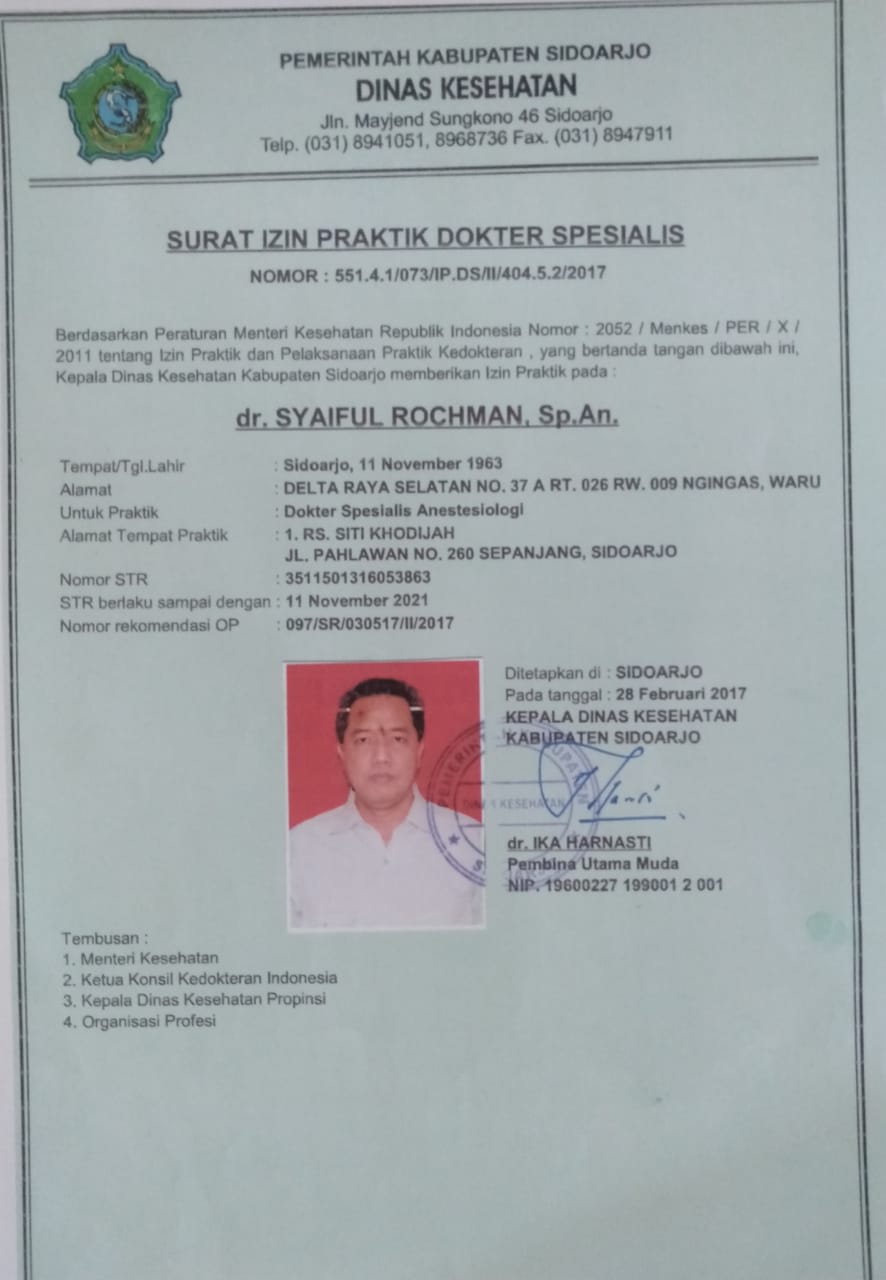 PEMERINTAH KABUPATEN SIDOARJO
DINAS KESEHATAN
Jln. Mayjend Sungkono 46 Sidoarjo
Telp. (031) 8941051, 8968736 Fax. (031) 8947911
SURAT IZIN PRAKTIK DOKTER SPESIALIS
NOMOR : 551.4.1/073/IP.DS/II/404.5.2/2017
Berdasarkan Peraturan Menteri Kesehatan Republik Indonesia Nomor : 2052 / Menkes / PER / X /
2011 tentang Izin Praktik dan Pelaksanaan Praktik Kedokteran , yang bertanda tangan dibawah ini,
Kepala Dinas Kesehatan Kabupaten Sidoarjo memberikan Izin Praktik pada :
dr. SYAIFUL ROCHMAN, Sp.An.
Tempat/Tgl.Lahir : Sidoarjo, 11 November 1963
Alamat : DELTA RAYA SELATAN NO. 37 A RT. 026 RW. 009 NGINGAS, WARU
Untuk Praktik : Dokter Spesialis Anestesiologi
Alamat Tempat Praktik : 1. RS. SITI KHODIJAH
JL. PAHLAWAN NO. 260 SEPANJANG, SIDOARJO
Nomor STR : 3511501316053863
STR berlaku sampai dengan : 11 November 2021
Nomor rekomendasi OP : 097/SR/030517/II/2017
Ditetapkan di : SIDOARJO
Pada tanggal : 28 Februari 2017
KEPALA DINAS KESEHATAN
KABUPATEN SIDOARJO
DINAS KESEHATAN
dr. IKA HARNASTI
Pembina Utama Muda
NIP. 19600227 199001 2 001
Tembusan :
1. Menteri Kesehatan
2. Ketua Konsil Kedokteran Indonesia
3. Kepala Dinas Kesehatan Propinsi
4. Organisasi Profesi